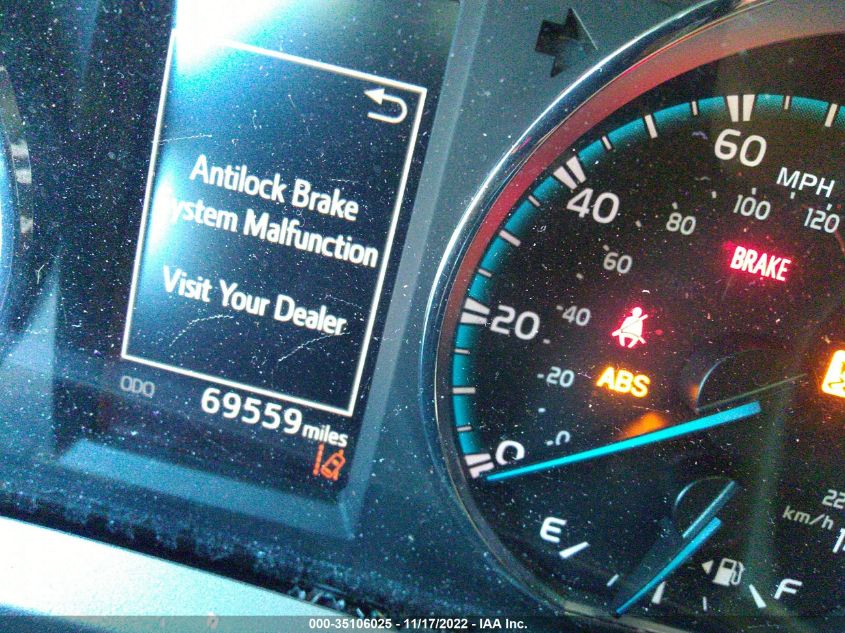 Antilock Brake
ystem Malfunction
Visit Your Dealer
ODO
69559 miles
0
20
40
60
MPH
0
20
40
60
80
100
120
km/h
BRAKE
ABS
E
F
000-35106025 - 11/17/2022 - IAA Inc.